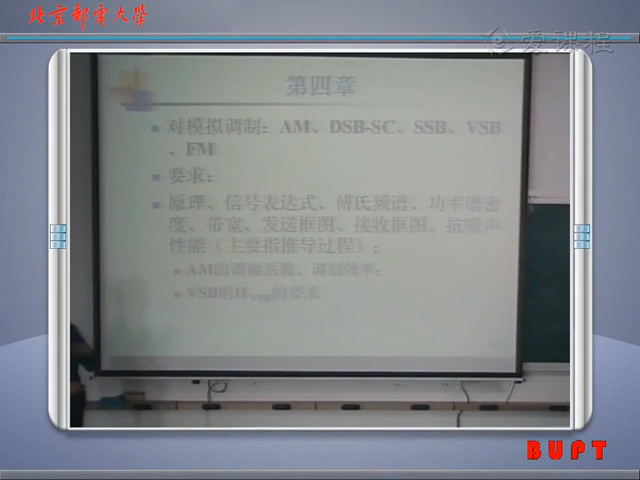 北京邮电大学
爱课程
第四章
对模拟调制：AM、DSB-SC、SSB、VSB
、FM
要求：
原理、信号表达式、傅氏频谱、功率谱密
度、带宽、发送框图、接收框图、抗噪声
性能（主要指推导过程）；
AM的调幅系数、调制效率；
VSB的HVSB的要求
BUPT